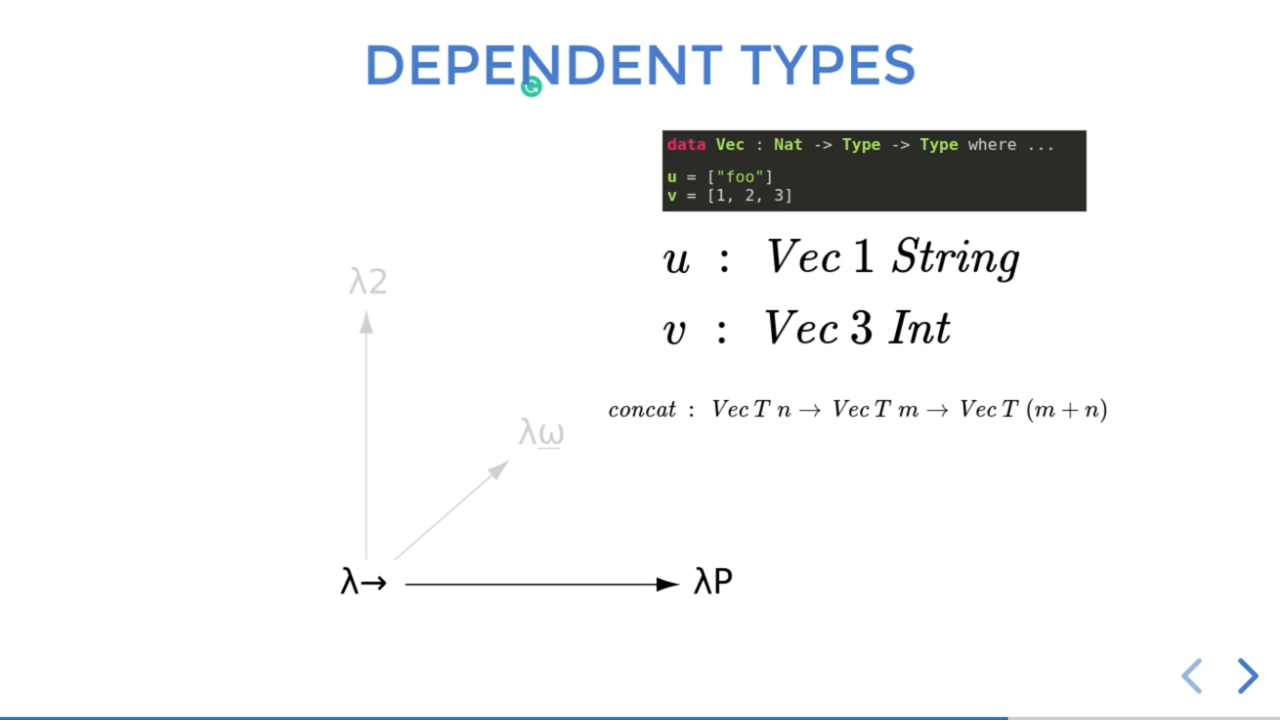 DEPENDENT TYPES
data Vec : Nat -> Type -> Type where ...
u = ["foo"]
v = [1, 2, 3]
u : Vec 1 String
v : Vec 3 Int
concat : Vec T n → Vec T m → Vec T (m + n)
λ2
λω
λ→
λP